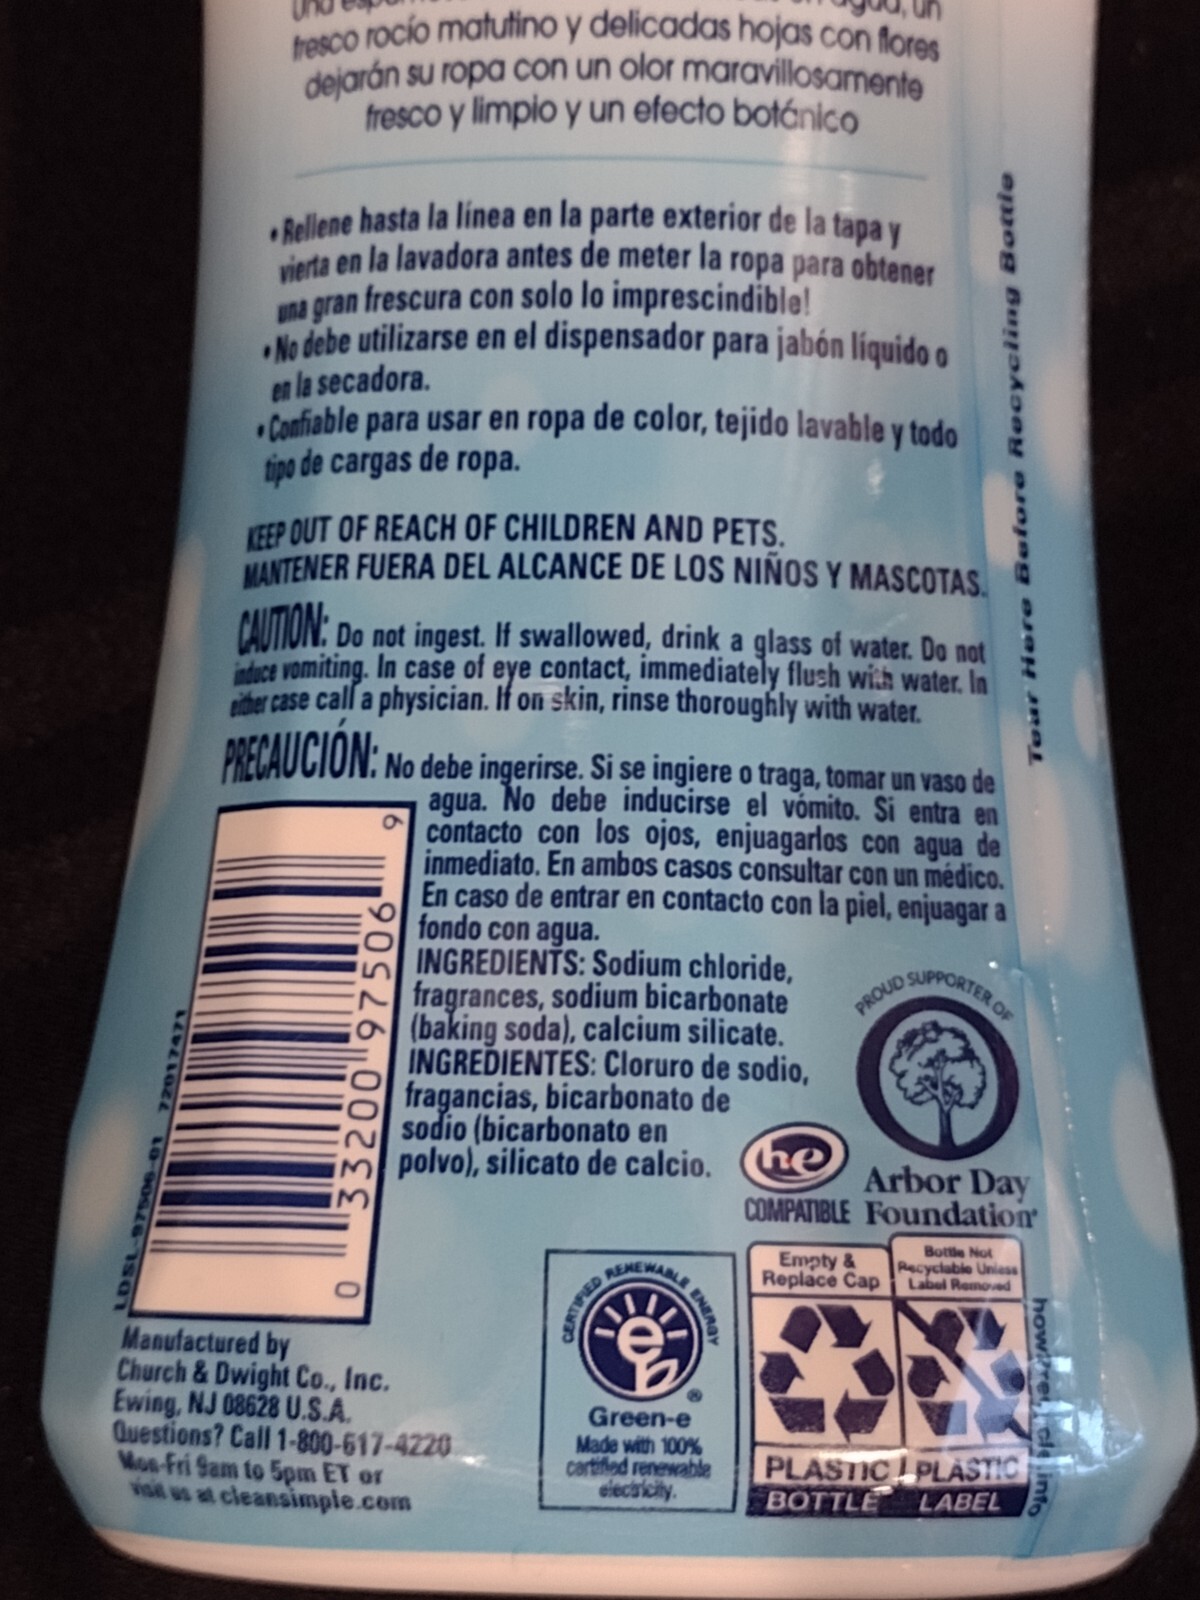 agua, un
fresco rocío matutino y delicadas hojas con flores
dejarán su ropa con un olor maravillosamente
fresco y limpio y un efecto botánico
• Rellene hasta la línea en la parte exterior de la tapa y
vierta en la lavadora antes de meter la ropa para obtener
una gran frescura con solo lo imprescindible!
• No debe utilizarse en el dispensador para jabón líquido o
en la secadora.
• Confiable para usar en ropa de color, tejido lavable y todo
tipo de cargas de ropa.
KEEP OUT OF REACH OF CHILDREN AND PETS.
MANTENER FUERA DEL ALCANCE DE LOS NIÑOS Y MASCOTAS.
CAUTION: Do not ingest. If swallowed, drink a glass of water. Do not
induce vomiting. In case of eye contact, immediately flush with water. In
either case call a physician. If on skin, rinse thoroughly with water.
PRECAUCIÓN: No debe ingerirse. Si se ingiere o traga, tomar un vaso de
agua. No debe inducirse el vómito. Si entra en
contacto con los ojos, enjuagarlos con agua de
inmediato. En ambos casos consultar con un médico.
En caso de entrar en contacto con la piel, enjuagar a
fondo con agua.
INGREDIENTS: Sodium chloride,
fragrances, sodium bicarbonate
(baking soda), calcium silicate.
INGREDIENTES: Cloruro de sodio,
fragancias, bicarbonato de
sodio (bicarbonato en
polvo), silicato de calcio.
0 33200 97506 9
LDSL-97506-01 72017471
Manufactured by
Church & Dwight Co., Inc.
Ewing, NJ 08628 U.S.A.
Questions? Call 1-800-617-4220
Mon-Fri 9am to 5pm ET or
visit us at cleansimple.com
PROUD SUPPORTER OF
Arbor Day
Foundation®
he
COMPATIBLE
CERTIFIED RENEWABLE ENERGY
e
®
Green-e
Made with 100%
certified renewable
electricity.
Empty &
Replace Cap
PLASTIC
BOTTLE
Bottle Not
Recyclable Unless
Label Removed
PLASTIC
LABEL
how2recycle.info
Tear Here Before Recycling Bottle